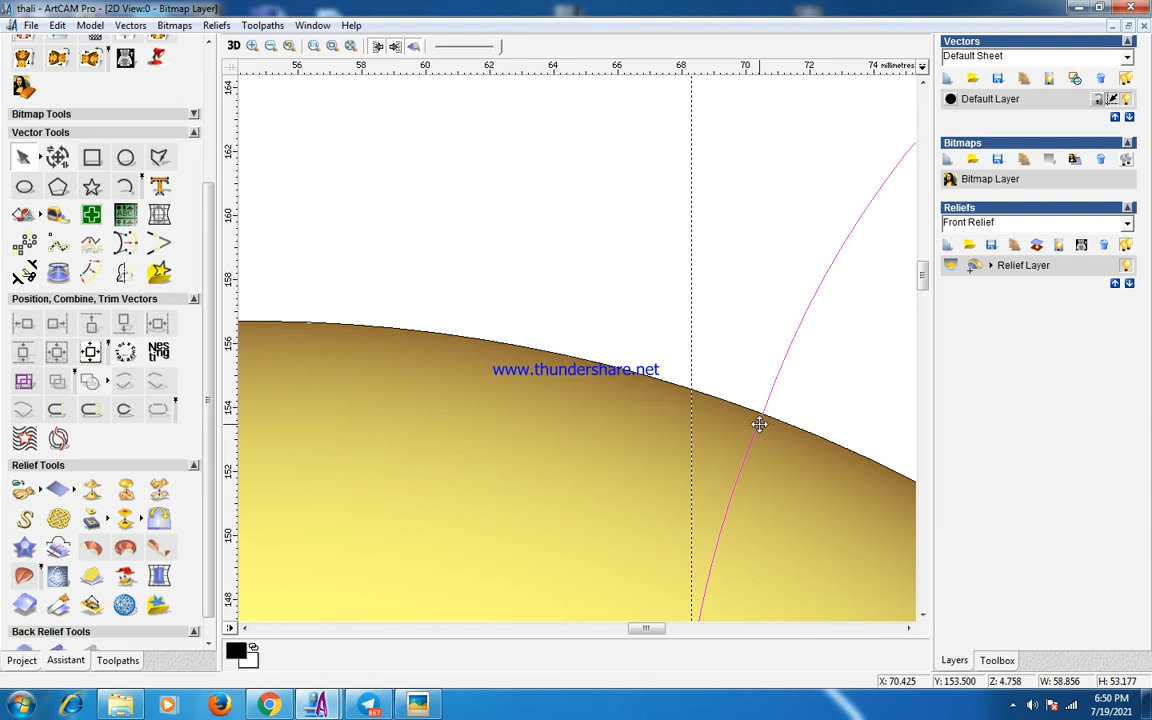 thali - ArtCAM Pro - [2D View:0 - Bitmap Layer]
File Edit Model Vectors Bitmaps Reliefs Toolpaths Window Help
3D
56 58 60 62 64 66 68 70 72 74 millimetres
164
162
160
158
156
154
152
150
148
Bitmap Tools
Vector Tools
ABC
Position, Combine, Trim Vectors
Nes
ting
Relief Tools
Back Relief Tools
Project Assistant Toolpaths
www.thundershare.net
Vectors
Default Sheet
Default Layer
Bitmaps
Bitmap Layer
Reliefs
Front Relief
Relief Layer
Layers Toolbox
X: 70.425 Y: 153.500 Z: 4.758 W: 58.856 H: 53.177
867
6:50 PM
7/19/2021